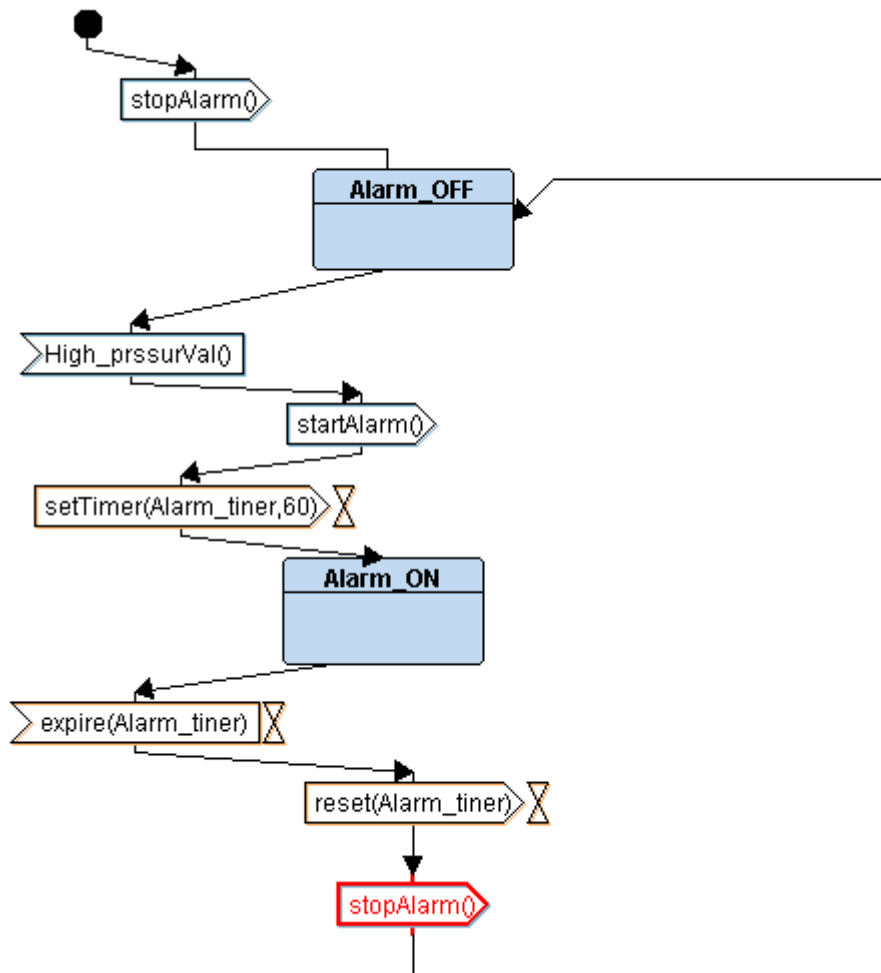 stopAlarm()
Alarm_OFF
High_prssurVal()
startAlarm()
setTimer(Alarm_tiner,60)
Alarm_ON
expire(Alarm_tiner)
reset(Alarm_tiner)
stopAlarm()